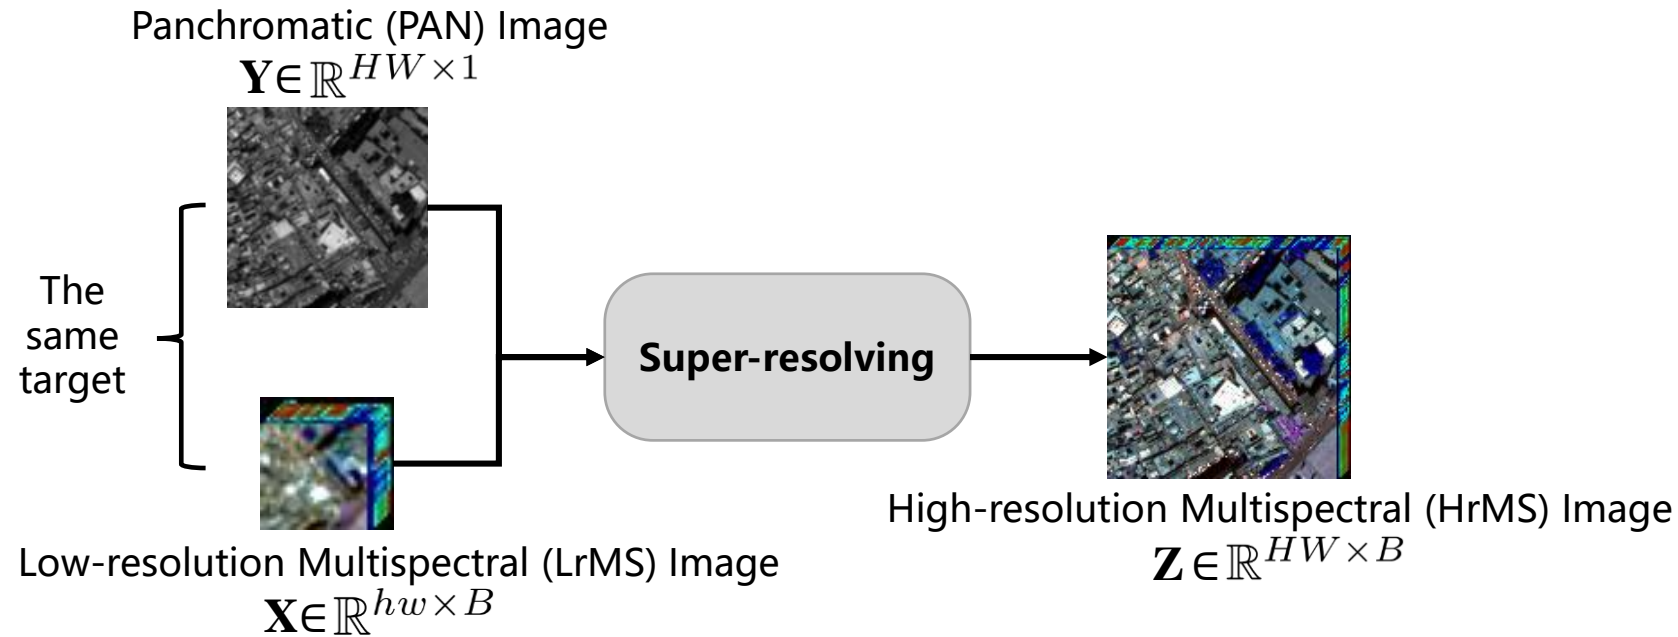 Panchromatic (PAN) Image
Y∈ℝ^{HW×1}
The
same
target
Super-resolving
Low-resolution Multispectral (LrMS) Image
X∈ℝ^{hw×B}
High-resolution Multispectral (HrMS) Image
Z∈ℝ^{HW×B}